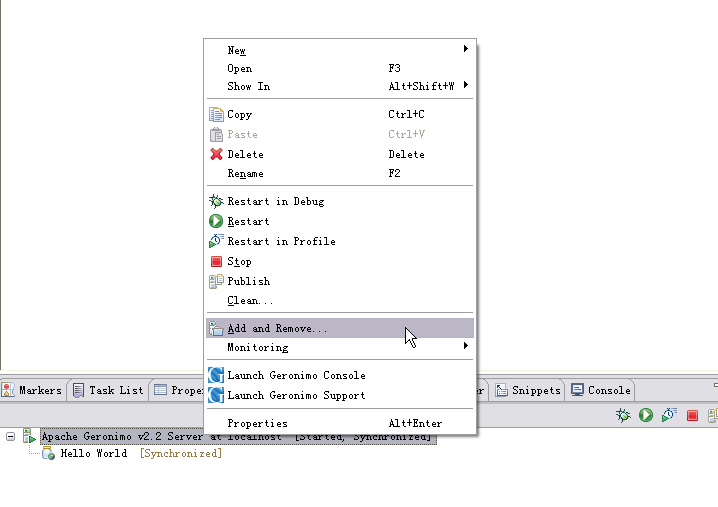 New
Open F3
Show In Alt+Shift+W
Copy Ctrl+C
Paste Ctrl+V
Delete Delete
Rename F2
Restart in Debug
Restart
Restart in Profile
Stop
Publish
Clean...
Add and Remove...
Monitoring
Launch Geronimo Console
Launch Geronimo Support
Properties Alt+Enter
Markers Task List Snippets Console
Apache Geronimo v2.2 Server at localhost [Started, Synchronized]
Hello World [Synchronized]